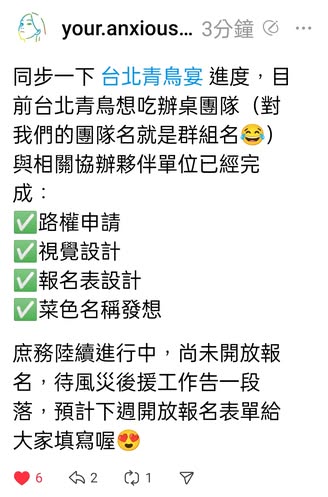 your.anxious... 3分鐘
同步一下 台北青鳥宴 進度，目
前台北青鳥想吃辦桌團隊（對
我們的團隊名就是群組名😂）
與相關協辦夥伴單位已經完
成：
✅路權申請
✅視覺設計
✅報名表設計
✅菜色名稱發想
庶務陸續進行中，尚未開放報
名，待風災後援工作告一段
落，預計下週開放報名表單給
大家填寫喔😍
6 2 1